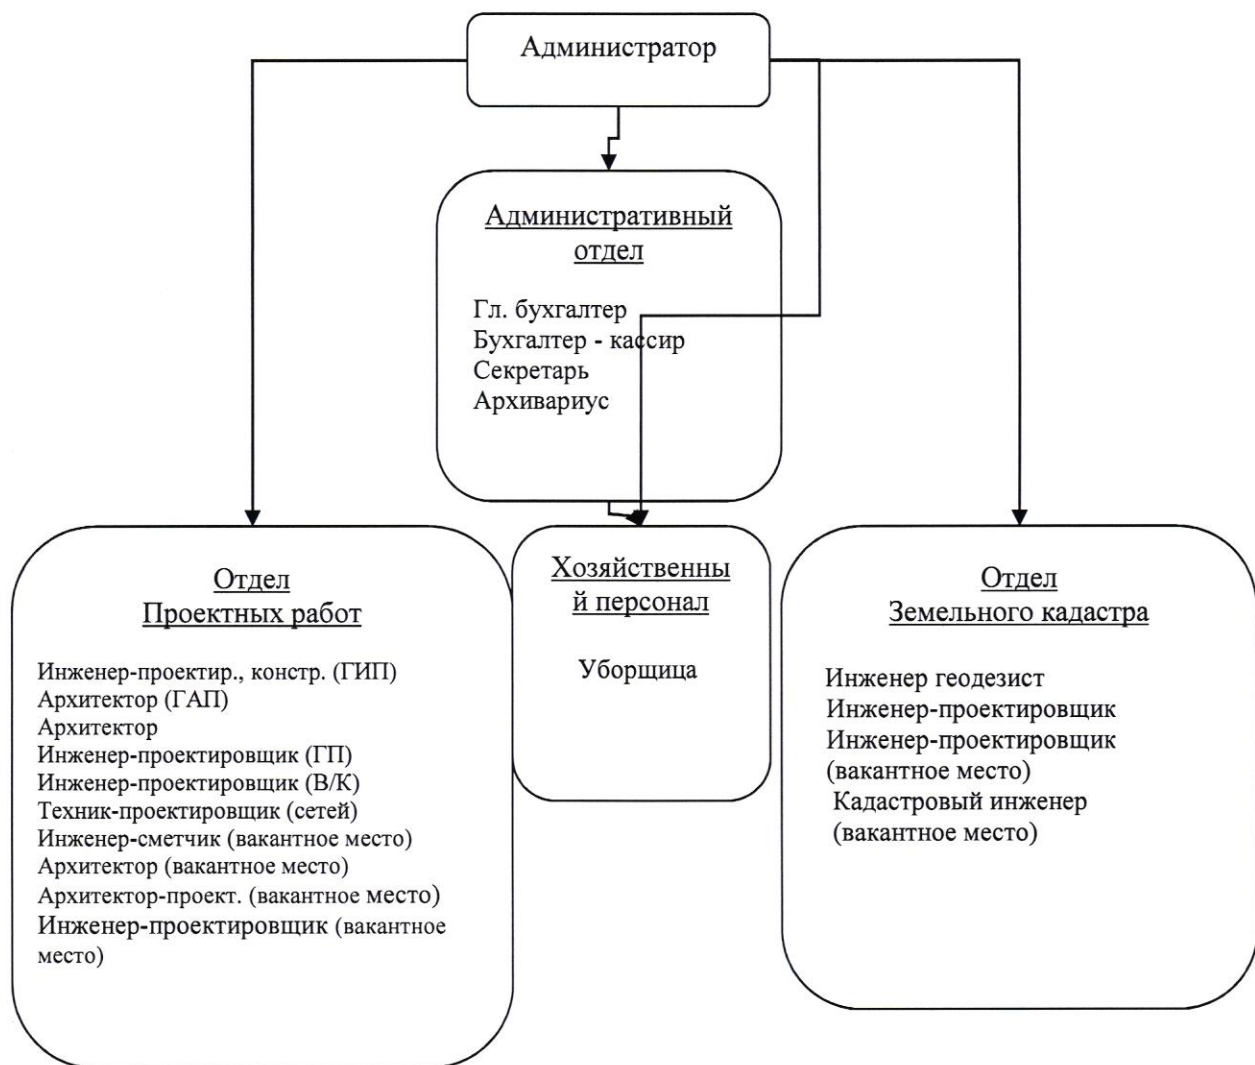 Администратор
Административный
отдел
Гл. бухгалтер
Бухгалтер - кассир
Секретарь
Архивариус
Отдел
Проектных работ
Инженер-проектир., констр. (ГИП)
Архитектор (ГАП)
Архитектор
Инженер-проектировщик (ГП)
Инженер-проектировщик (В/К)
Техник-проектировщик (сетей)
Инженер-сметчик (вакантное место)
Архитектор (вакантное место)
Архитектор-проект. (вакантное место)
Инженер-проектировщик (вакантное
место)
Хозяйственны
й персонал
Уборщица
Отдел
Земельного кадастра
Инженер геодезист
Инженер-проектировщик
Инженер-проектировщик
(вакантное место)
Кадастровый инженер
(вакантное место)